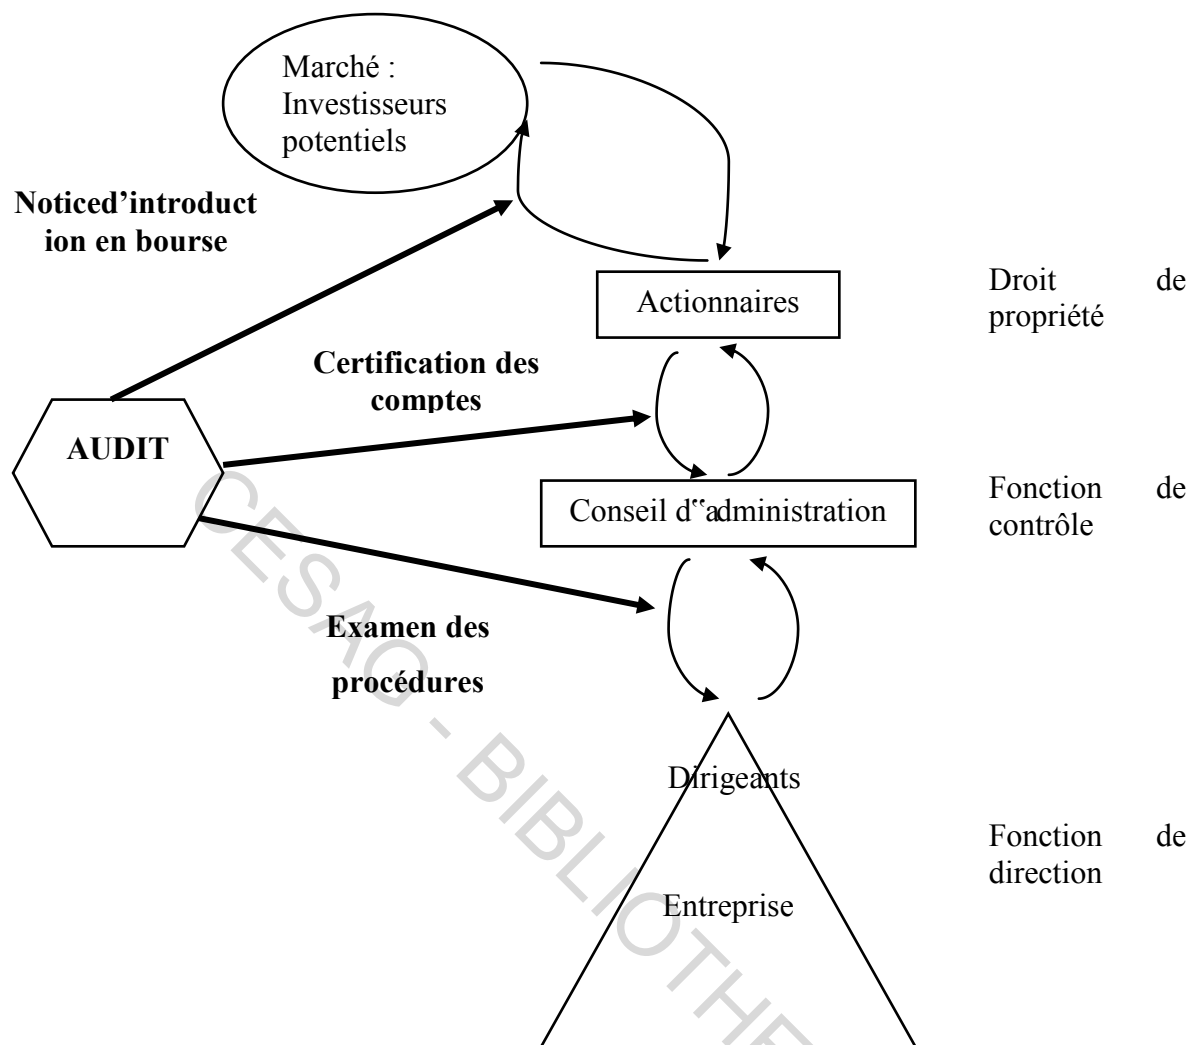 Marché :
Investisseurs
potentiels
Noticed’introduct
ion en bourse
Actionnaires
Droit de
propriété
Certification des
comptes
AUDIT
Conseil d‟administration
Fonction de
contrôle
Examen des
procédures
Dirigeants
Entreprise
Fonction de
direction
CESAG - BIBLIOTHE